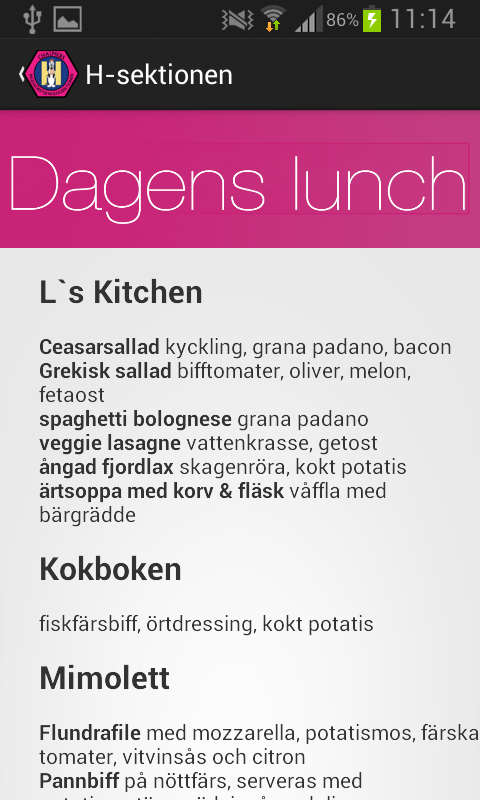 86% 11:14
H-sektionen
Dagens lunch
L`s Kitchen
Ceasarsallad kyckling, grana padano, bacon
Grekisk sallad bifftomater, oliver, melon,
fetaost
spaghetti bolognese grana padano
veggie lasagne vattenkrasse, getost
ångad fjordlax skagenröra, kokt potatis
ärtsoppa med korv & fläsk våffla med
bärgrädde
Kokboken
fiskfärsbiff, örtdressing, kokt potatis
Mimolett
Flundrafile med mozzarella, potatismos, färska
tomater, vitvinsås och citron
Pannbiff på nötfärs, serveras med